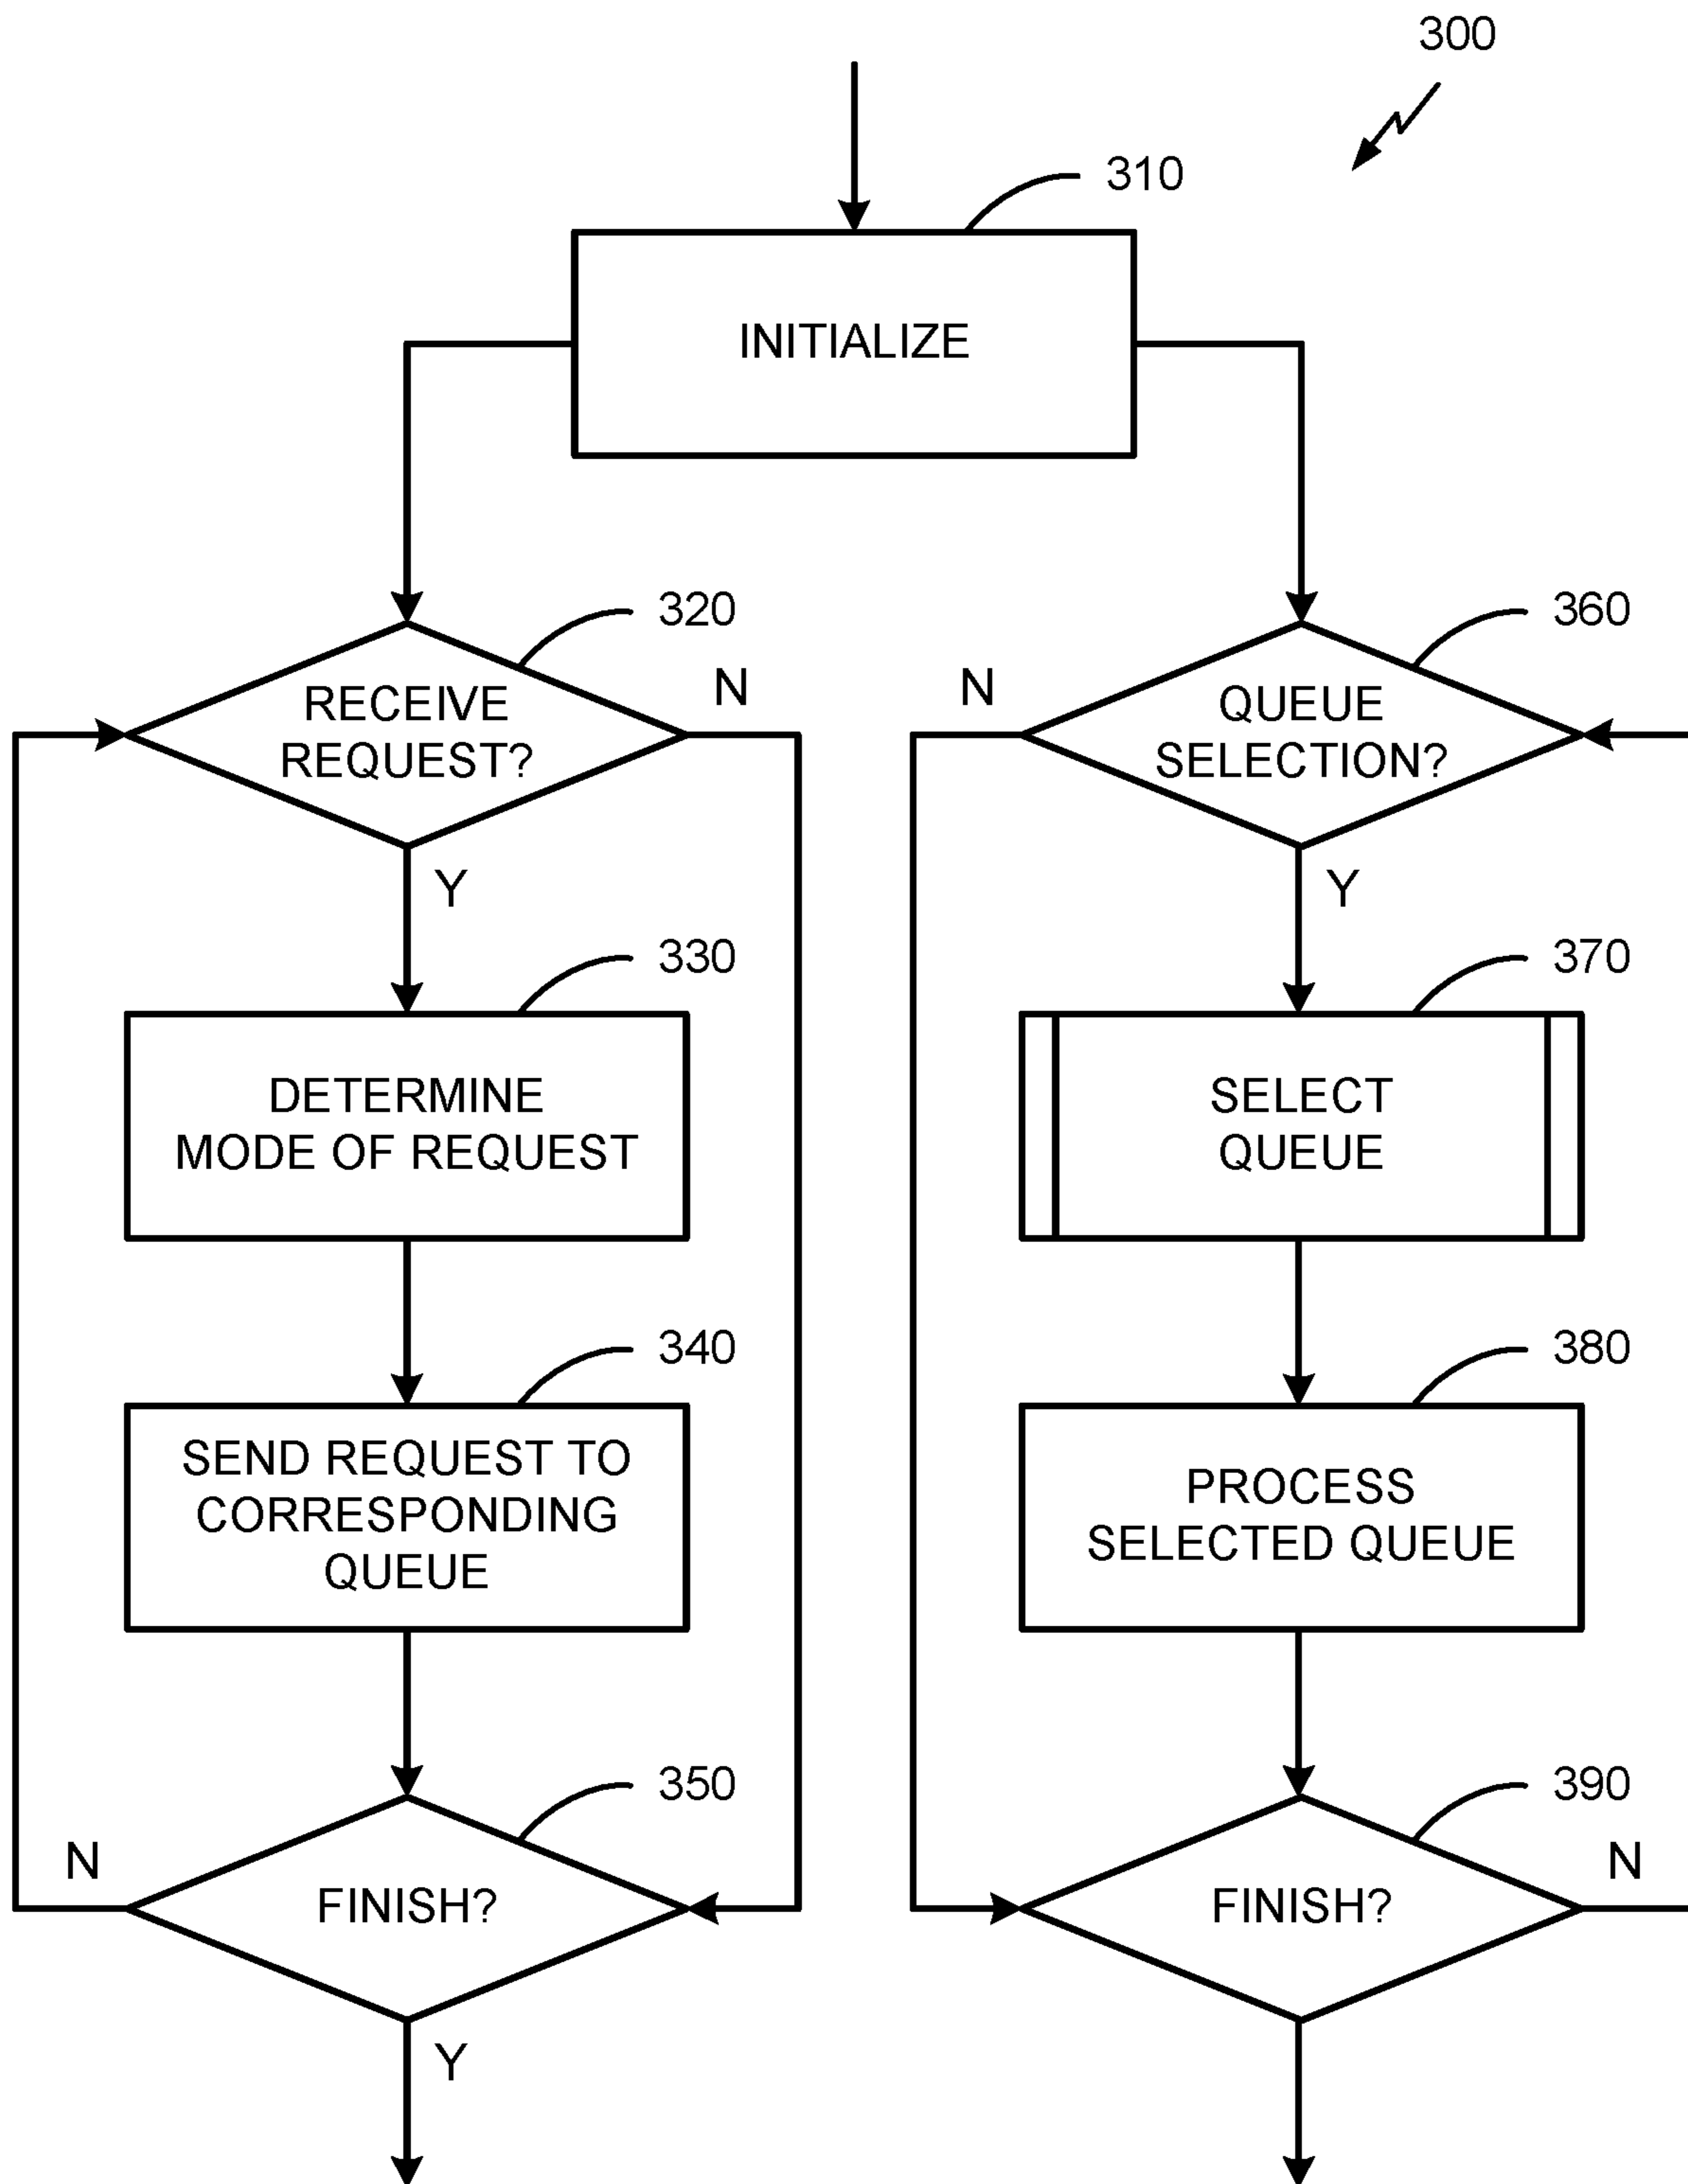 300
310
INITIALIZE
320
RECEIVE
REQUEST?
N
Y
330
DETERMINE
MODE OF REQUEST
340
SEND REQUEST TO
CORRESPONDING
QUEUE
350
FINISH?
N
Y
360
QUEUE
SELECTION?
N
Y
370
SELECT
QUEUE
380
PROCESS
SELECTED QUEUE
390
FINISH?
N